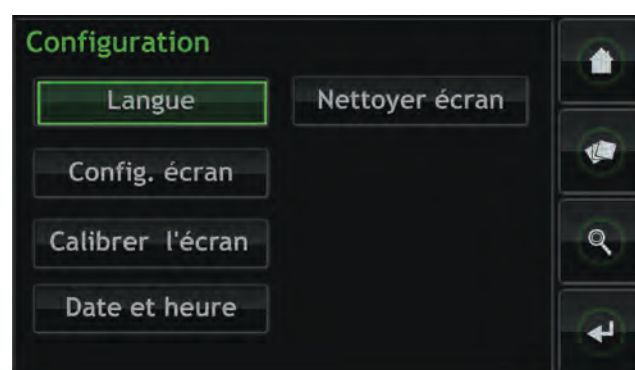 Configuration
Langue
Nettoyer écran
Config. écran
Calibrer l'écran
Date et heure